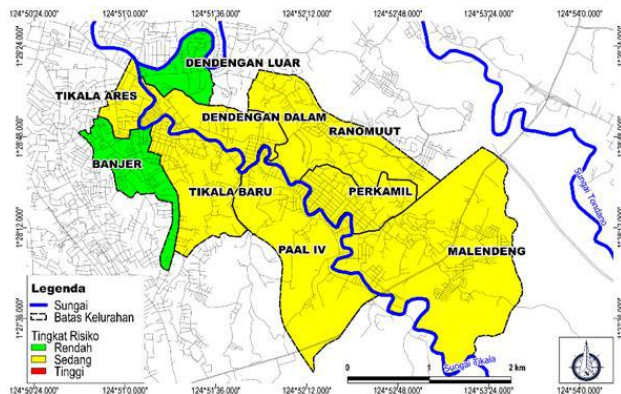 124°50'24.000" 124°51'0.000" 124°51'36.000" 124°52'12.000" 124°52'48.000" 124°53'24.000" 124°54'0.000"
1°29'24.000" 1°29'24.000"
DENDENGAN LUAR
TIKALA ARES
DENDENGAN DALAM
RANOMUUT
1°28'48.000"
BANJER
TIKALA BARU
PERKAMIL
Sungai Tondano
1°28'12.000"
PAAL IV
MALENDENG
Legenda
Sungai
Batas Kelurahan
Tingkat Risiko
Rendah
Sedang
Tinggi
1°27'36.000"
Sungai Tikala
0 1 2 km
124°50'24.000" 124°51'0.000" 124°51'36.000" 124°52'12.000" 124°52'48.000" 124°53'24.000" 124°54'0.000"